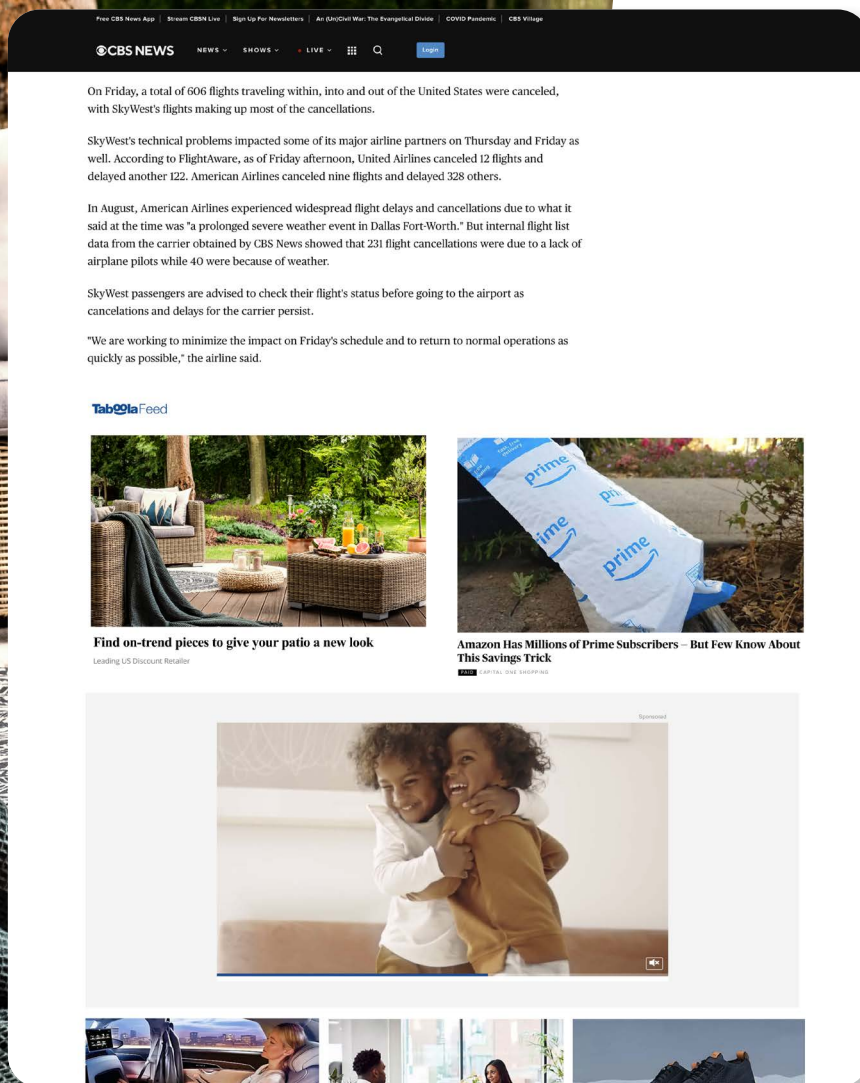 Free CBS News App | Stream CBSN Live | Sign Up For Newsletters | An (Un)Civil War: The Evangelical Divide | COVID Pandemic | CBS Village
CBS NEWS NEWS SHOWS LIVE Login
On Friday, a total of 606 flights traveling within, into and out of the United States were canceled,
with SkyWest's flights making up most of the cancellations.
SkyWest's technical problems impacted some of its major airline partners on Thursday and Friday as
well. According to FlightAware, as of Friday afternoon, United Airlines canceled 12 flights and
delayed another 122. American Airlines canceled nine flights and delayed 328 others.
In August, American Airlines experienced widespread flight delays and cancellations due to what it
said at the time was "a prolonged severe weather event in Dallas Fort-Worth." But internal flight list
data from the carrier obtained by CBS News showed that 231 flight cancellations were due to a lack of
airplane pilots while 40 were because of weather.
SkyWest passengers are advised to check their flight's status before going to the airport as
cancelations and delays for the carrier persist.
"We are working to minimize the impact on Friday's schedule and to return to normal operations as
quickly as possible," the airline said.
Taboola Feed
fast, free
delivery
prime
pri
prime
prime
Find on-trend pieces to give your patio a new look
Leading US Discount Retailer
Amazon Has Millions of Prime Subscribers – But Few Know About
This Savings Trick
PAID CAPITAL ONE SHOPPING
Sponsored